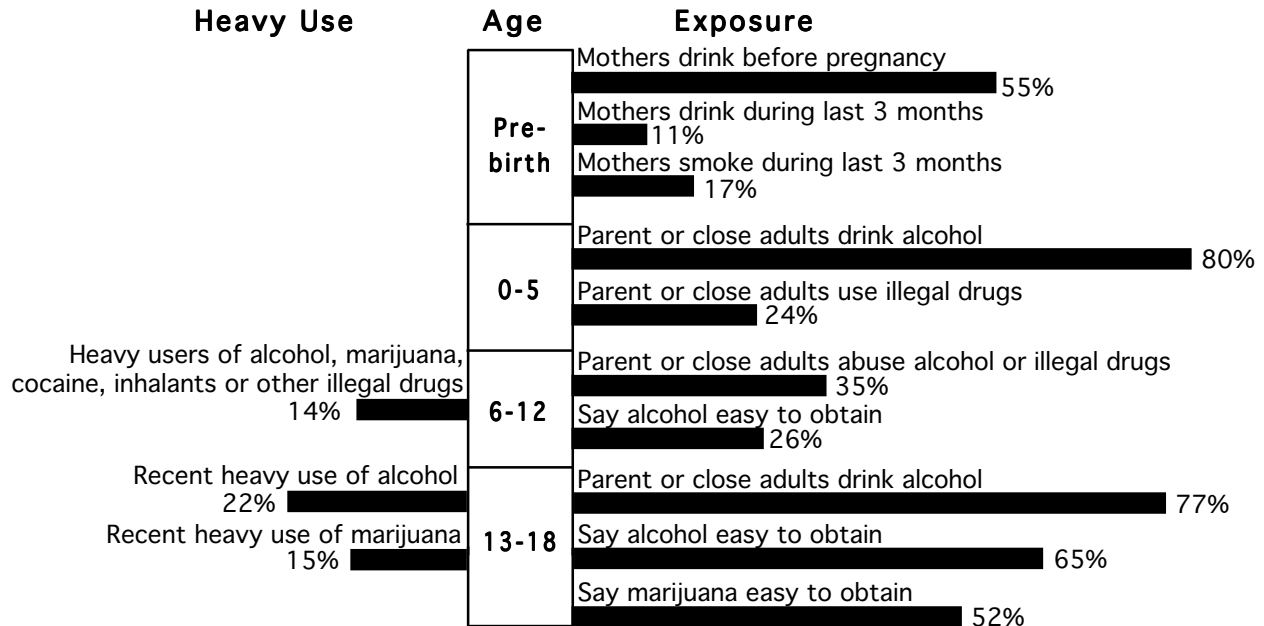 Heavy Use Age Exposure
Mothers drink before pregnancy
55%
Mothers drink during last 3 months
11%
Pre-
birth
Mothers smoke during last 3 months
17%
Parent or close adults drink alcohol
80%
0-5
Parent or close adults use illegal drugs
24%
Heavy users of alcohol, marijuana,
cocaine, inhalants or other illegal drugs
14%
6-12
Parent or close adults abuse alcohol or illegal drugs
35%
Say alcohol easy to obtain
26%
Recent heavy use of alcohol
22%
Recent heavy use of marijuana
15%
13-18
Parent or close adults drink alcohol
77%
Say alcohol easy to obtain
65%
Say marijuana easy to obtain
52%